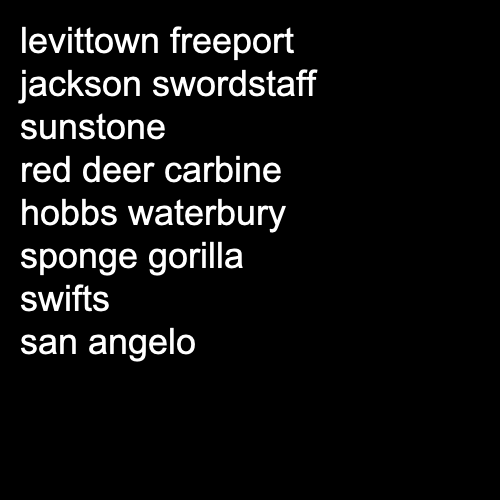 levittown freeport
jackson swordstaff
sunstone
red deer carbine
hobbs waterbury
sponge gorilla
swifts
san angelo